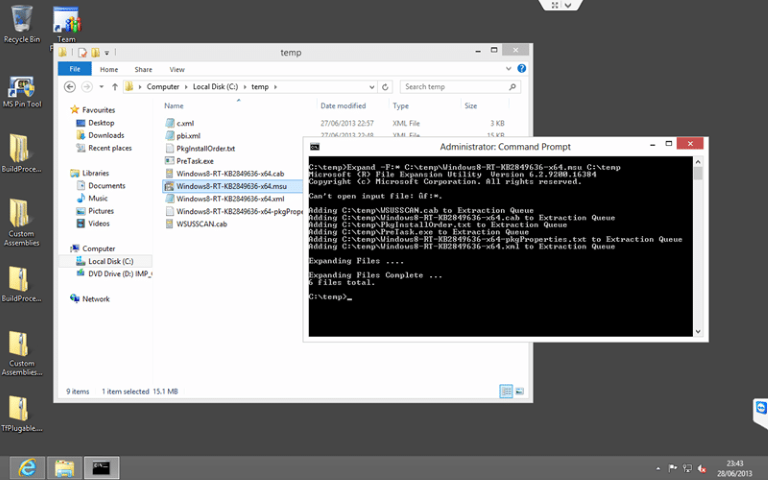 Recycle Bin
Team
MS Pin Tool
BuildProce...
Custom
Assemblies
BuildProce...
Custom
Assemblies...
TfPlugable....
temp
File Home Share View
Computer Local Disk (C:) temp
Search temp
Favourites
Desktop
Downloads
Recent places
Libraries
Documents
Music
Pictures
Videos
Computer
Local Disk (C:)
DVD Drive (D:) IMP_
Network
Name Date modified Type Size
c.xml 27/06/2013 22:57 XML File 3 KB
pbi.xml 27/06/2013 22:48 XML File 15 KB
PkgInstallOrder.txt
PreTask.exe
Windows8-RT-KB2849636-x64.cab
Windows8-RT-KB2849636-x64.msu
Windows8-RT-KB2849636-x64.xml
Windows8-RT-KB2849636-x64-pkgProper
WSUSSCAN.cab
9 items 1 item selected 15.1 MB
Administrator: Command Prompt
C:\temp>Expand -F:* C:\temp\Windows8-RT-KB2849636-x64.msu C:\temp
Microsoft (R) File Expansion Utility Version 6.2.9200.16384
Copyright (c) Microsoft Corporation. All rights reserved.
Can't open input file: âf:*.
Adding C:\temp\WSUSSCAN.cab to Extraction Queue
Adding C:\temp\Windows8-RT-KB2849636-x64.cab to Extraction Queue
Adding C:\temp\PkgInstallOrder.txt to Extraction Queue
Adding C:\temp\PreTask.exe to Extraction Queue
Adding C:\temp\Windows8-RT-KB2849636-x64-pkgProperties.txt to Extraction Queue
Adding C:\temp\Windows8-RT-KB2849636-x64.xml to Extraction Queue
Expanding Files ....
Expanding Files Complete ...
6 files total.
C:\temp>_
23:43
28/06/2013